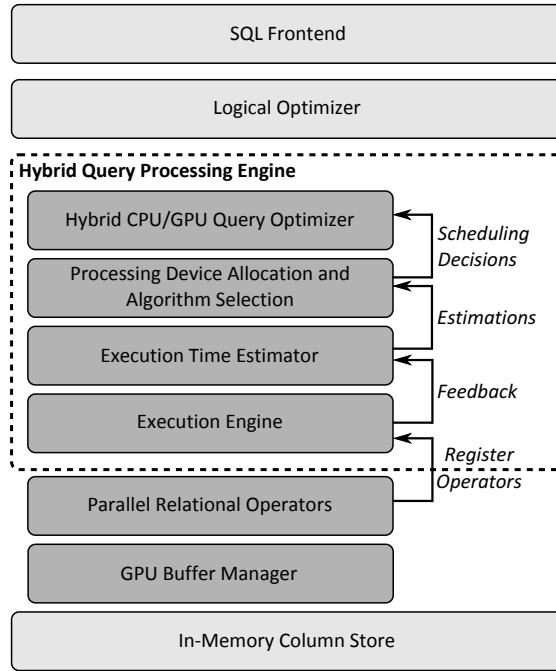 SQL Frontend
Logical Optimizer
Hybrid Query Processing Engine
Hybrid CPU/GPU Query Optimizer
Scheduling
Decisions
Processing Device Allocation and
Algorithm Selection
Estimations
Execution Time Estimator
Feedback
Execution Engine
Register
Operators
Parallel Relational Operators
GPU Buffer Manager
In-Memory Column Store